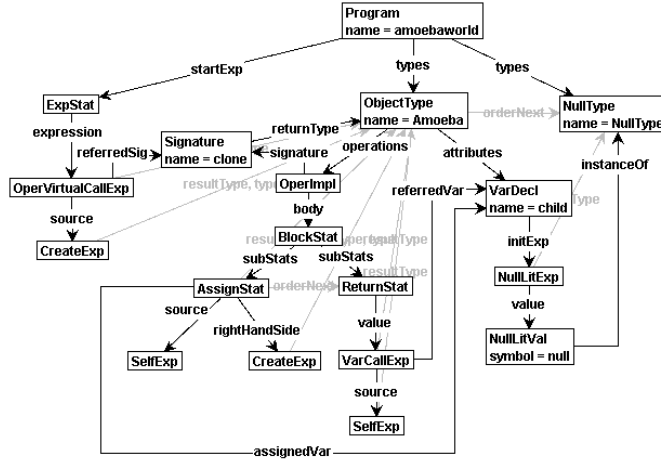 Program
name = amoebaworld
startExp
types
types
ExpStat
ObjectType
name = Amoeba
orderNext
NullType
name = NullType
expression
referredSig
Signature
name = clone
returnType
signature
operations
attributes
instanceOf
OperVirtualCallExp
resultType, type
OperImpl
referredVar
VarDecl
name = child
Type
source
body
CreateExp
BlockStat
initExp
subStats
subStats
resultType
NullLitExp
AssignStat
orderNext
ReturnStat
source
rightHandSide
value
value
NullLitVal
symbol = null
SelfExp
CreateExp
VarCallExp
source
SelfExp
assignedVar